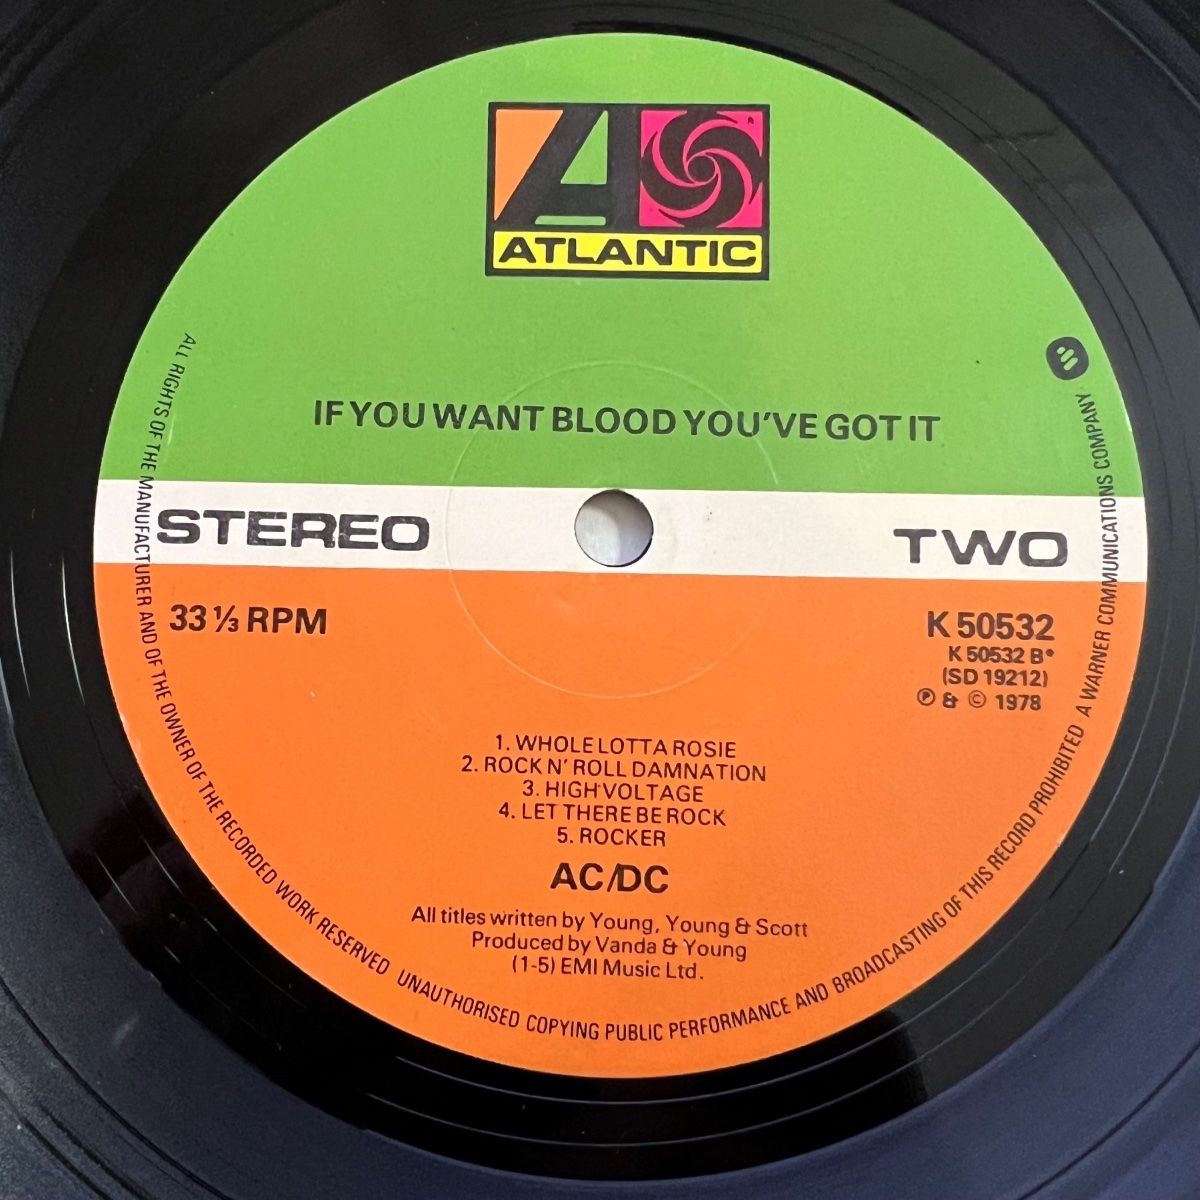 ATLANTIC
IF YOU WANT BLOOD YOU'VE GOT IT
STEREO
TWO
33 ⅓ RPM
K 50532
K 50532 B*
(SD 19212)
℗ & © 1978
1. WHOLE LOTTA ROSIE
2. ROCK N' ROLL DAMNATION
3. HIGH VOLTAGE
4. LET THERE BE ROCK
5. ROCKER
AC/DC
All titles written by Young, Young & Scott
Produced by Vanda & Young
(1-5) EMI Music Ltd.
ALL RIGHTS OF THE MANUFACTURER AND OF THE OWNER OF THE RECORDED WORK RESERVED UNAUTHORISED COPYING PUBLIC PERFORMANCE AND BROADCASTING OF THIS RECORD PROHIBITED A WARNER COMMUNICATIONS COMPANY